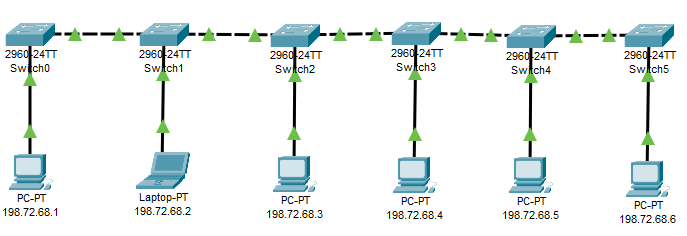 2960-24TT
Switch0
2960-24TT
Switch1
2960-24TT
Switch2
2960-24TT
Switch3
2960-24TT
Switch4
2960-24TT
Switch5
PC-PT
198.72.68.1
Laptop-PT
198.72.68.2
PC-PT
198.72.68.3
PC-PT
198.72.68.4
PC-PT
198.72.68.5
PC-PT
198.72.68.6